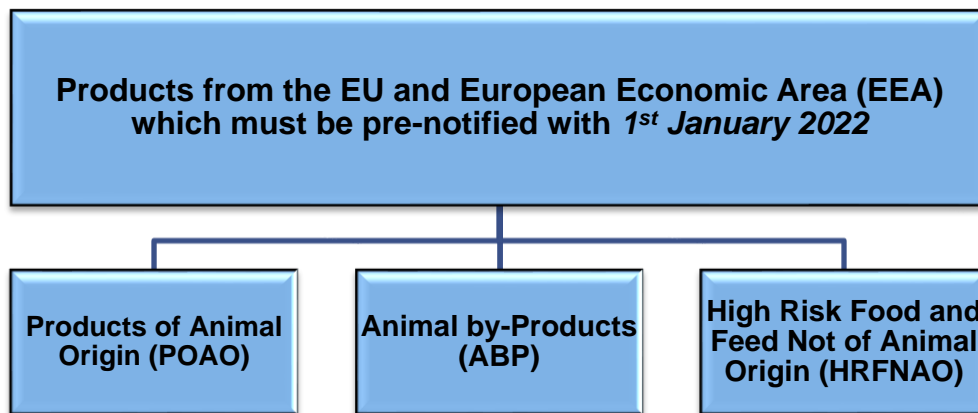 Products from the EU and European Economic Area (EEA)
which must be pre-notified with 1st January 2022
Products of Animal
Origin (POAO)
Animal by-Products
(ABP)
High Risk Food and
Feed Not of Animal
Origin (HRFNAO)